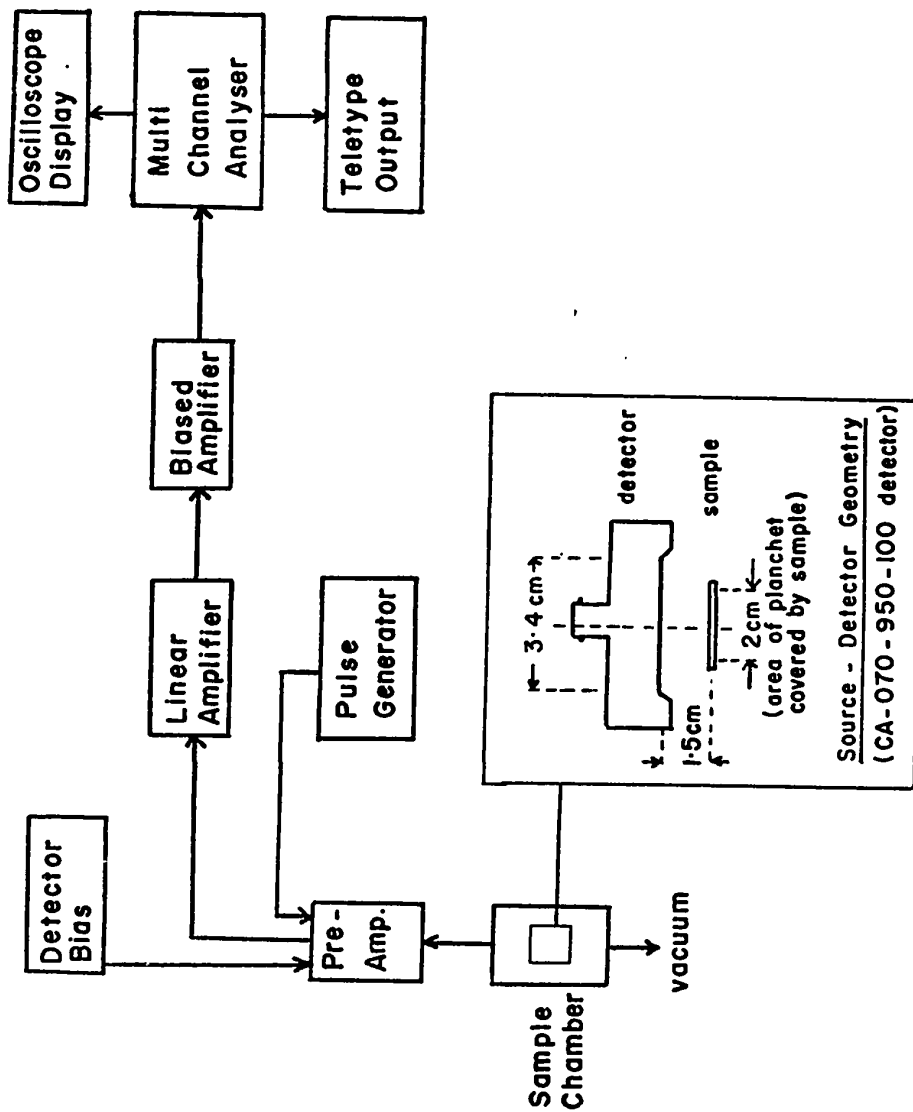 Detector
Bias
Pre-
Amp.
Sample
Chamber
vacuum
Linear
Amplifier
Pulse
Generator
Biased
Amplifier
Multi
Channel
Analyser
Oscilloscope
Display
Teletype
Output
3.4 cm
detector
1.5cm
sample
2cm
(area of planchet
covered by sample)
Source - Detector Geometry
(CA-070-950-100 detector)